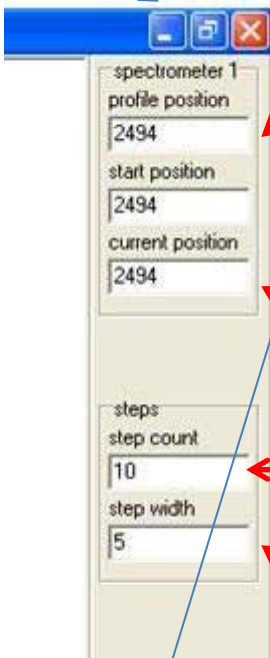 spectrometer 1
profile position
2494
start position
2494
current position
2494
steps
step count
10
step width
5